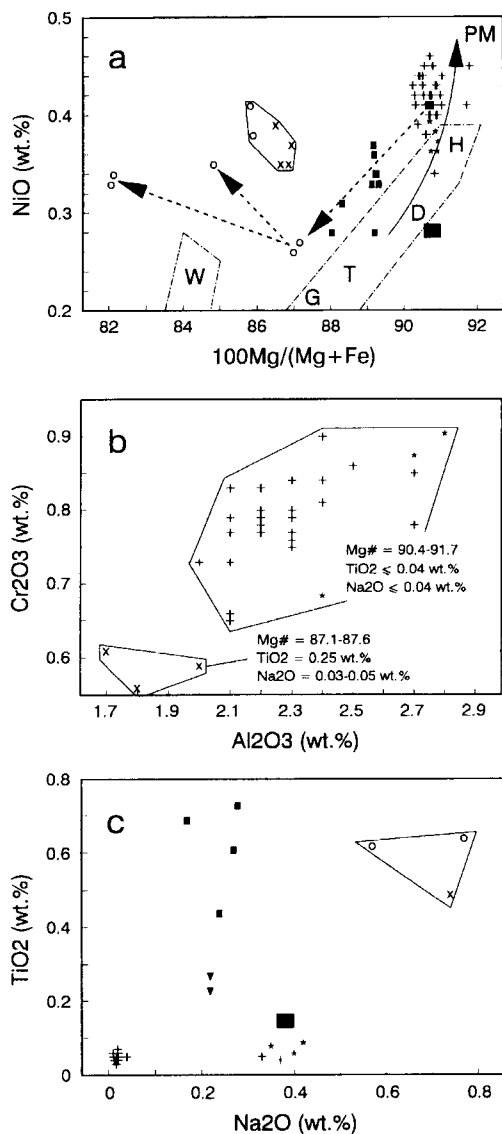 a
PM
H
D
T
G
W
0.5
0.4
0.3
0.2
NiO (wt.%)
82 84 86 88 90 92
100Mg/(Mg+Fe)
b
0.9
0.8
0.7
0.6
Cr2O3 (wt.%)
Mg# = 90.4-91.7
TiO2 ⩽ 0.04 wt.%
Na2O ⩽ 0.04 wt.%
Mg# = 87.1-87.6
TiO2 = 0.25 wt.%
Na2O = 0.03-0.05 wt.%
1.7 1.9 2.1 2.3 2.5 2.7 2.9
Al2O3 (wt.%)
c
0.8
0.6
0.4
0.2
0
TiO2 (wt.%)
0 0.2 0.4 0.6 0.8
Na2O (wt.%)